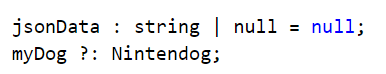 jsonData : string | null = null;
myDog ?: Nintendog;